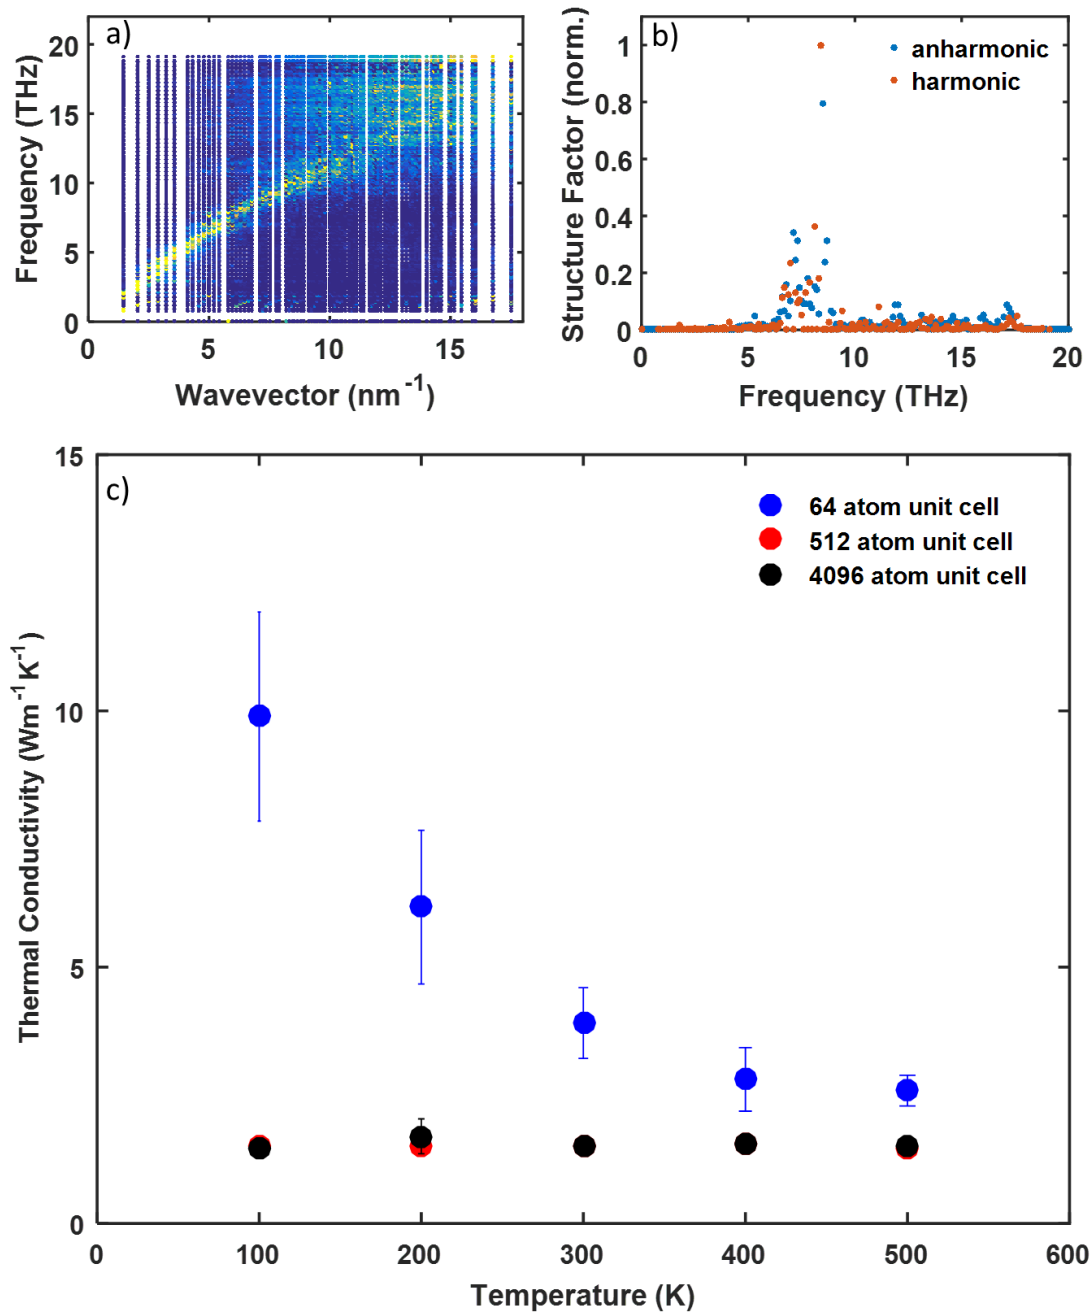 a)
Frequency (THz)
20
15
10
5
0
0 5 10 15
Wavevector (nm⁻¹)
b)
Structure Factor (norm.)
anharmonic
harmonic
1
0.8
0.6
0.4
0.2
0
0 5 10 15 20
Frequency (THz)
c)
Thermal Conductivity (Wm⁻¹K⁻¹)
64 atom unit cell
512 atom unit cell
4096 atom unit cell
15
10
5
0
0 100 200 300 400 500 600
Temperature (K)